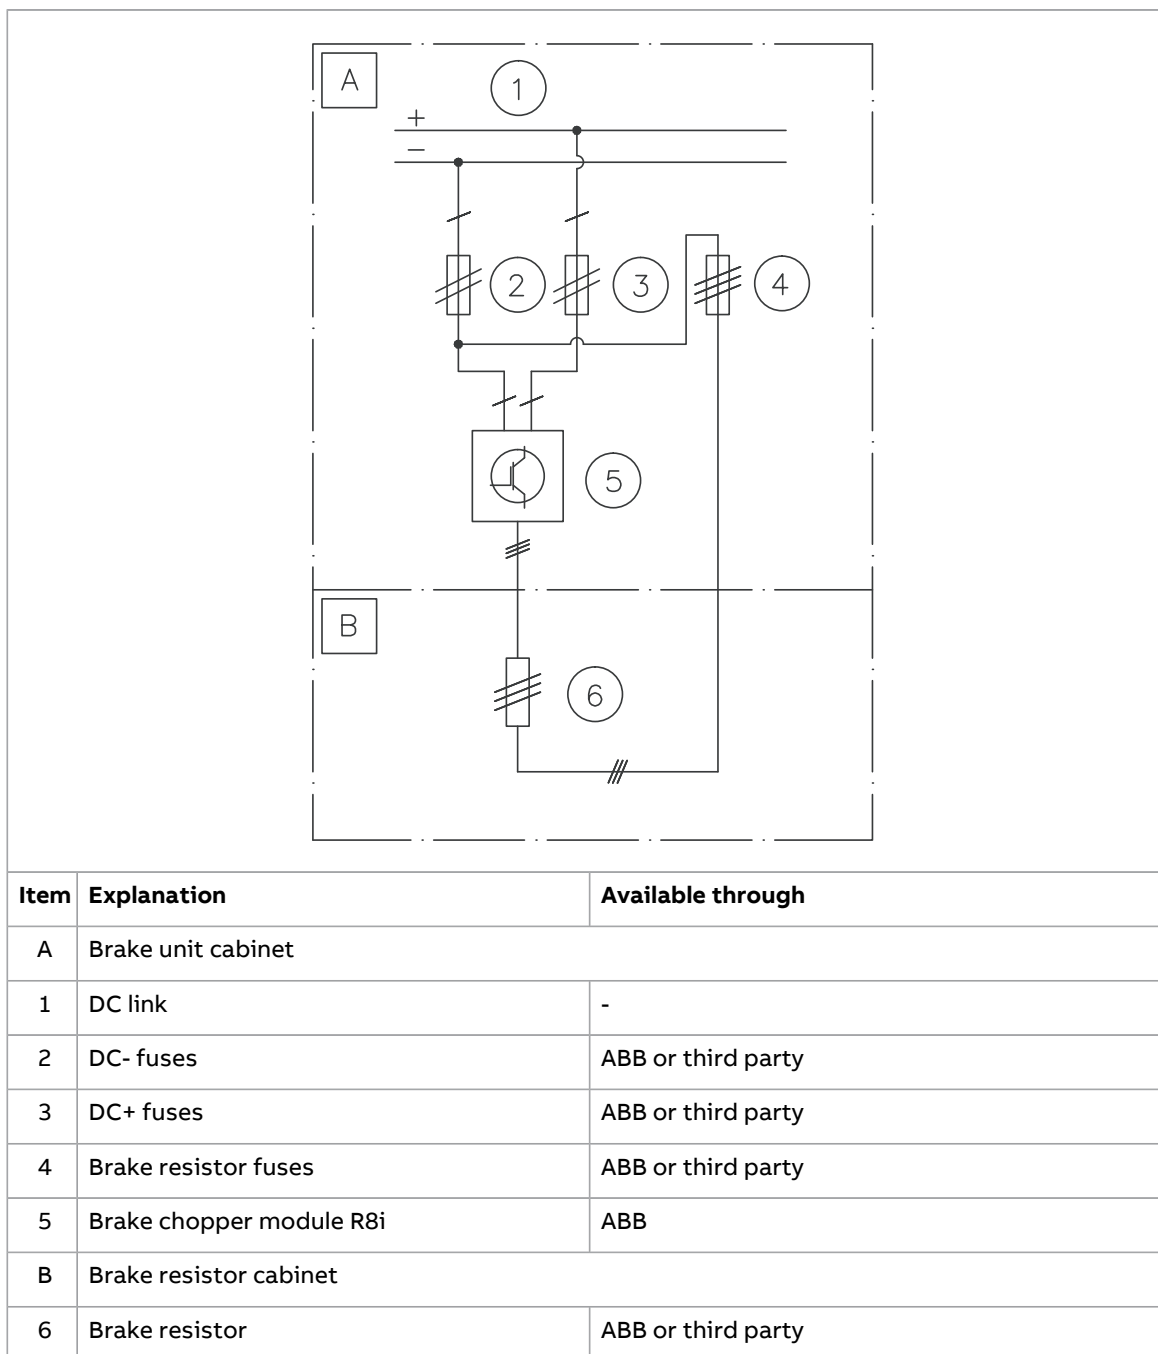 A
1
+
−
2
3
4
5
B
6
Item Explanation Available through
A Brake unit cabinet
1 DC link -
2 DC- fuses ABB or third party
3 DC+ fuses ABB or third party
4 Brake resistor fuses ABB or third party
5 Brake chopper module R8i ABB
B Brake resistor cabinet
6 Brake resistor ABB or third party